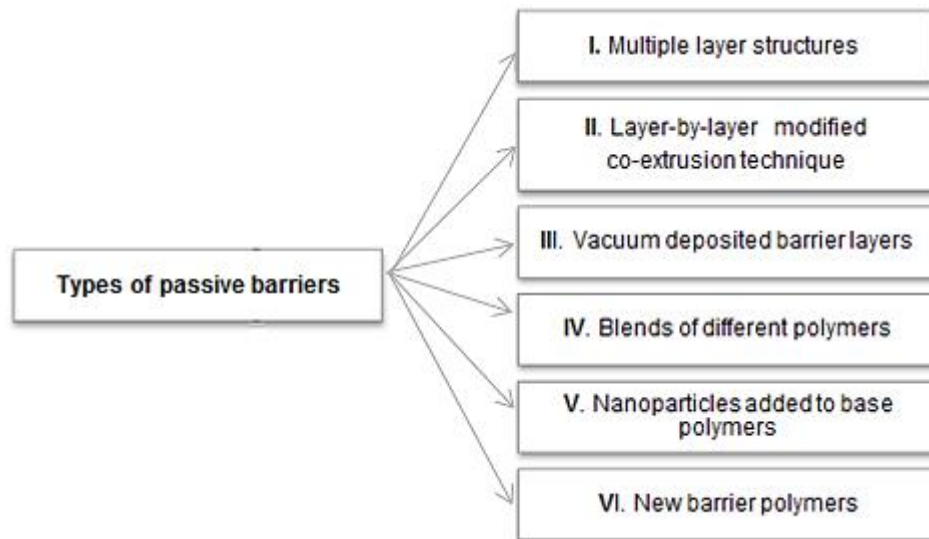 I. Multiple layer structures
II. Layer-by-layer modified
co-extrusion technique
III. Vacuum deposited barrier layers
Types of passive barriers
IV. Blends of different polymers
V. Nanoparticles added to base
polymers
VI. New barrier polymers